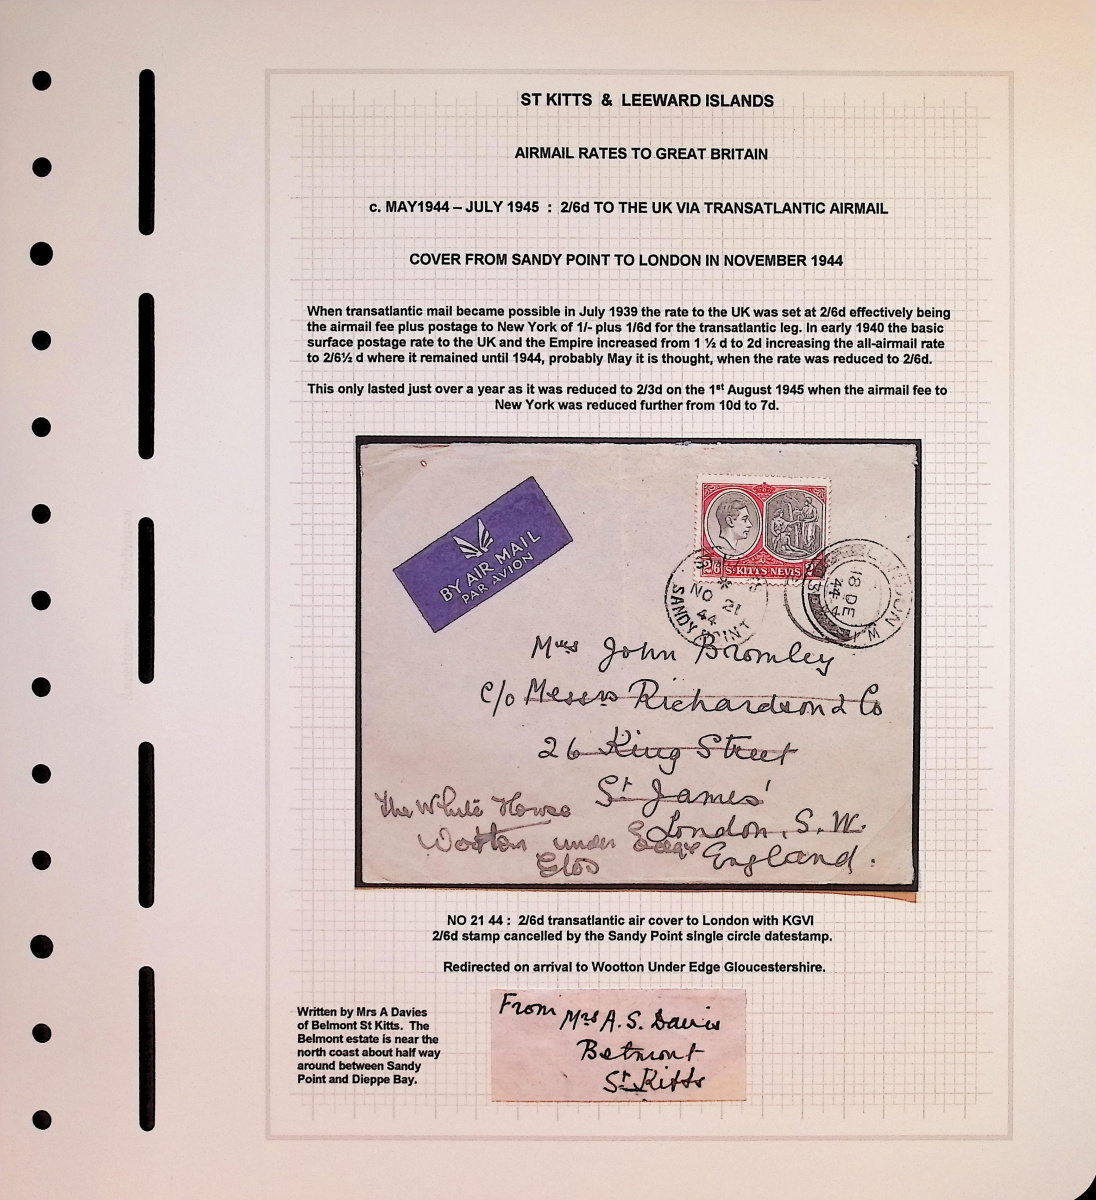 ST KITTS & LEEWARD ISLANDS
AIRMAIL RATES TO GREAT BRITAIN
c. MAY1944 – JULY 1945 : 2/6d TO THE UK VIA TRANSATLANTIC AIRMAIL
COVER FROM SANDY POINT TO LONDON IN NOVEMBER 1944
When transatlantic mail became possible in July 1939 the rate to the UK was set at 2/6d effectively being
the airmail fee plus postage to New York of 1/- plus 1/6d for the transatlantic leg. In early 1940 the basic
surface postage rate to the UK and the Empire increased from 1 ½ d to 2d increasing the all-airmail rate
to 2/6½ d where it remained until 1944, probably May it is thought, when the rate was reduced to 2/6d.
This only lasted just over a year as it was reduced to 2/3d on the 1st August 1945 when the airmail fee to
New York was reduced further from 10d to 7d.
BY AIR MAIL
PAR AVION
2/6 ST KITTS-NEVIS
NO 21
44
SANDY POINT
LONDON
18 DE
44
Mrs John Bromley
c/o Messrs Richardson & Co
26 King Street
St James'
London, S.W.
England.
The White House
Wootton under Edge
Glos
NO 21 44 : 2/6d transatlantic air cover to London with KGVI
2/6d stamp cancelled by the Sandy Point single circle datestamp.
Redirected on arrival to Wootton Under Edge Gloucestershire.
Written by Mrs A Davies
of Belmont St Kitts. The
Belmont estate is near the
north coast about half way
around between Sandy
Point and Dieppe Bay.
From Mrs A.S. Davis
Belmont
St Kitts